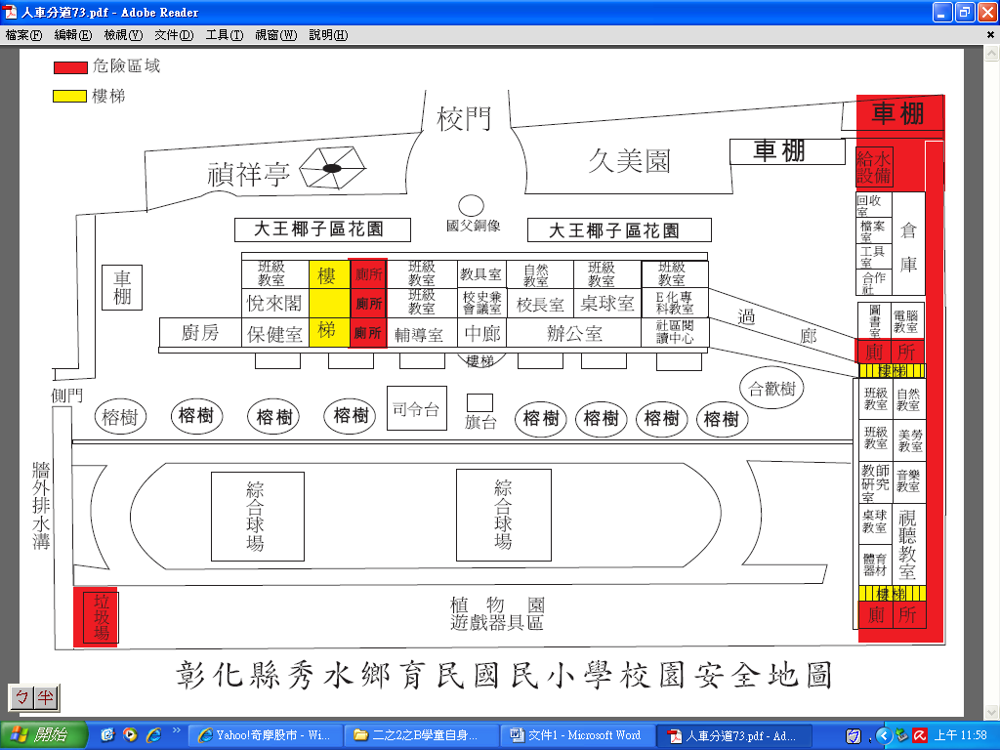 人車分道73.pdf - Adobe Reader
檔案(F) 編輯(E) 檢視(V) 文件(D) 工具(T) 視窗(W) 說明(H)
危險區域
樓梯
校門
禎祥亭
久美園
車棚
車棚
給水設備
國父銅像
大王椰子區花園
大王椰子區花園
車棚
班級教室
樓
廁所
班級教室
教具室
自然教室
班級教室
班級教室
悅來閣
廁所
班級教室
校史兼會議室
校長室
桌球室
E化專科教室
廚房
保健室
梯
廁所
輔導室
中廊
辦公室
社區閱讀中心
樓梯
過廊
回收室
檔案室
工具室
合作社
倉庫
圖書室
電腦教室
廁所
樓梯
班級教室
自然教室
班級教室
美勞教室
教師研究室
音樂教室
桌球教室
視聽教室
體育器材
樓梯
廁所
側門
榕樹
榕樹
榕樹
榕樹
司令台
旗台
榕樹
榕樹
榕樹
榕樹
合歡樹
牆外排水溝
綜合球場
綜合球場
垃圾場
植物園
遊戲器具區
彰化縣秀水鄉育民國民小學校園安全地圖
ㄅ半
開始
Yahoo!奇摩股市 - Wi...
二之2之B學童自身...
文件1 - Microsoft Word
人車分道73.pdf - Ad...
上午 11:58